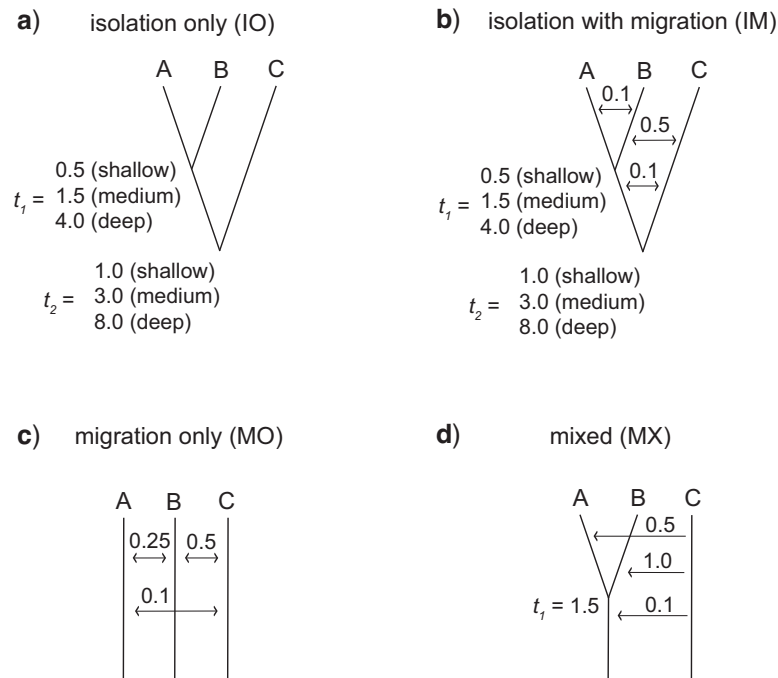 a) isolation only (IO)
A B C
0.5 (shallow)
t1 = 1.5 (medium)
4.0 (deep)
1.0 (shallow)
t2 = 3.0 (medium)
8.0 (deep)
b) isolation with migration (IM)
A B C
0.1
0.5
0.1
0.5 (shallow)
t1 = 1.5 (medium)
4.0 (deep)
1.0 (shallow)
t2 = 3.0 (medium)
8.0 (deep)
c) migration only (MO)
A B C
0.25 0.5
0.1
d) mixed (MX)
A B C
0.5
1.0
t1 = 1.5 0.1